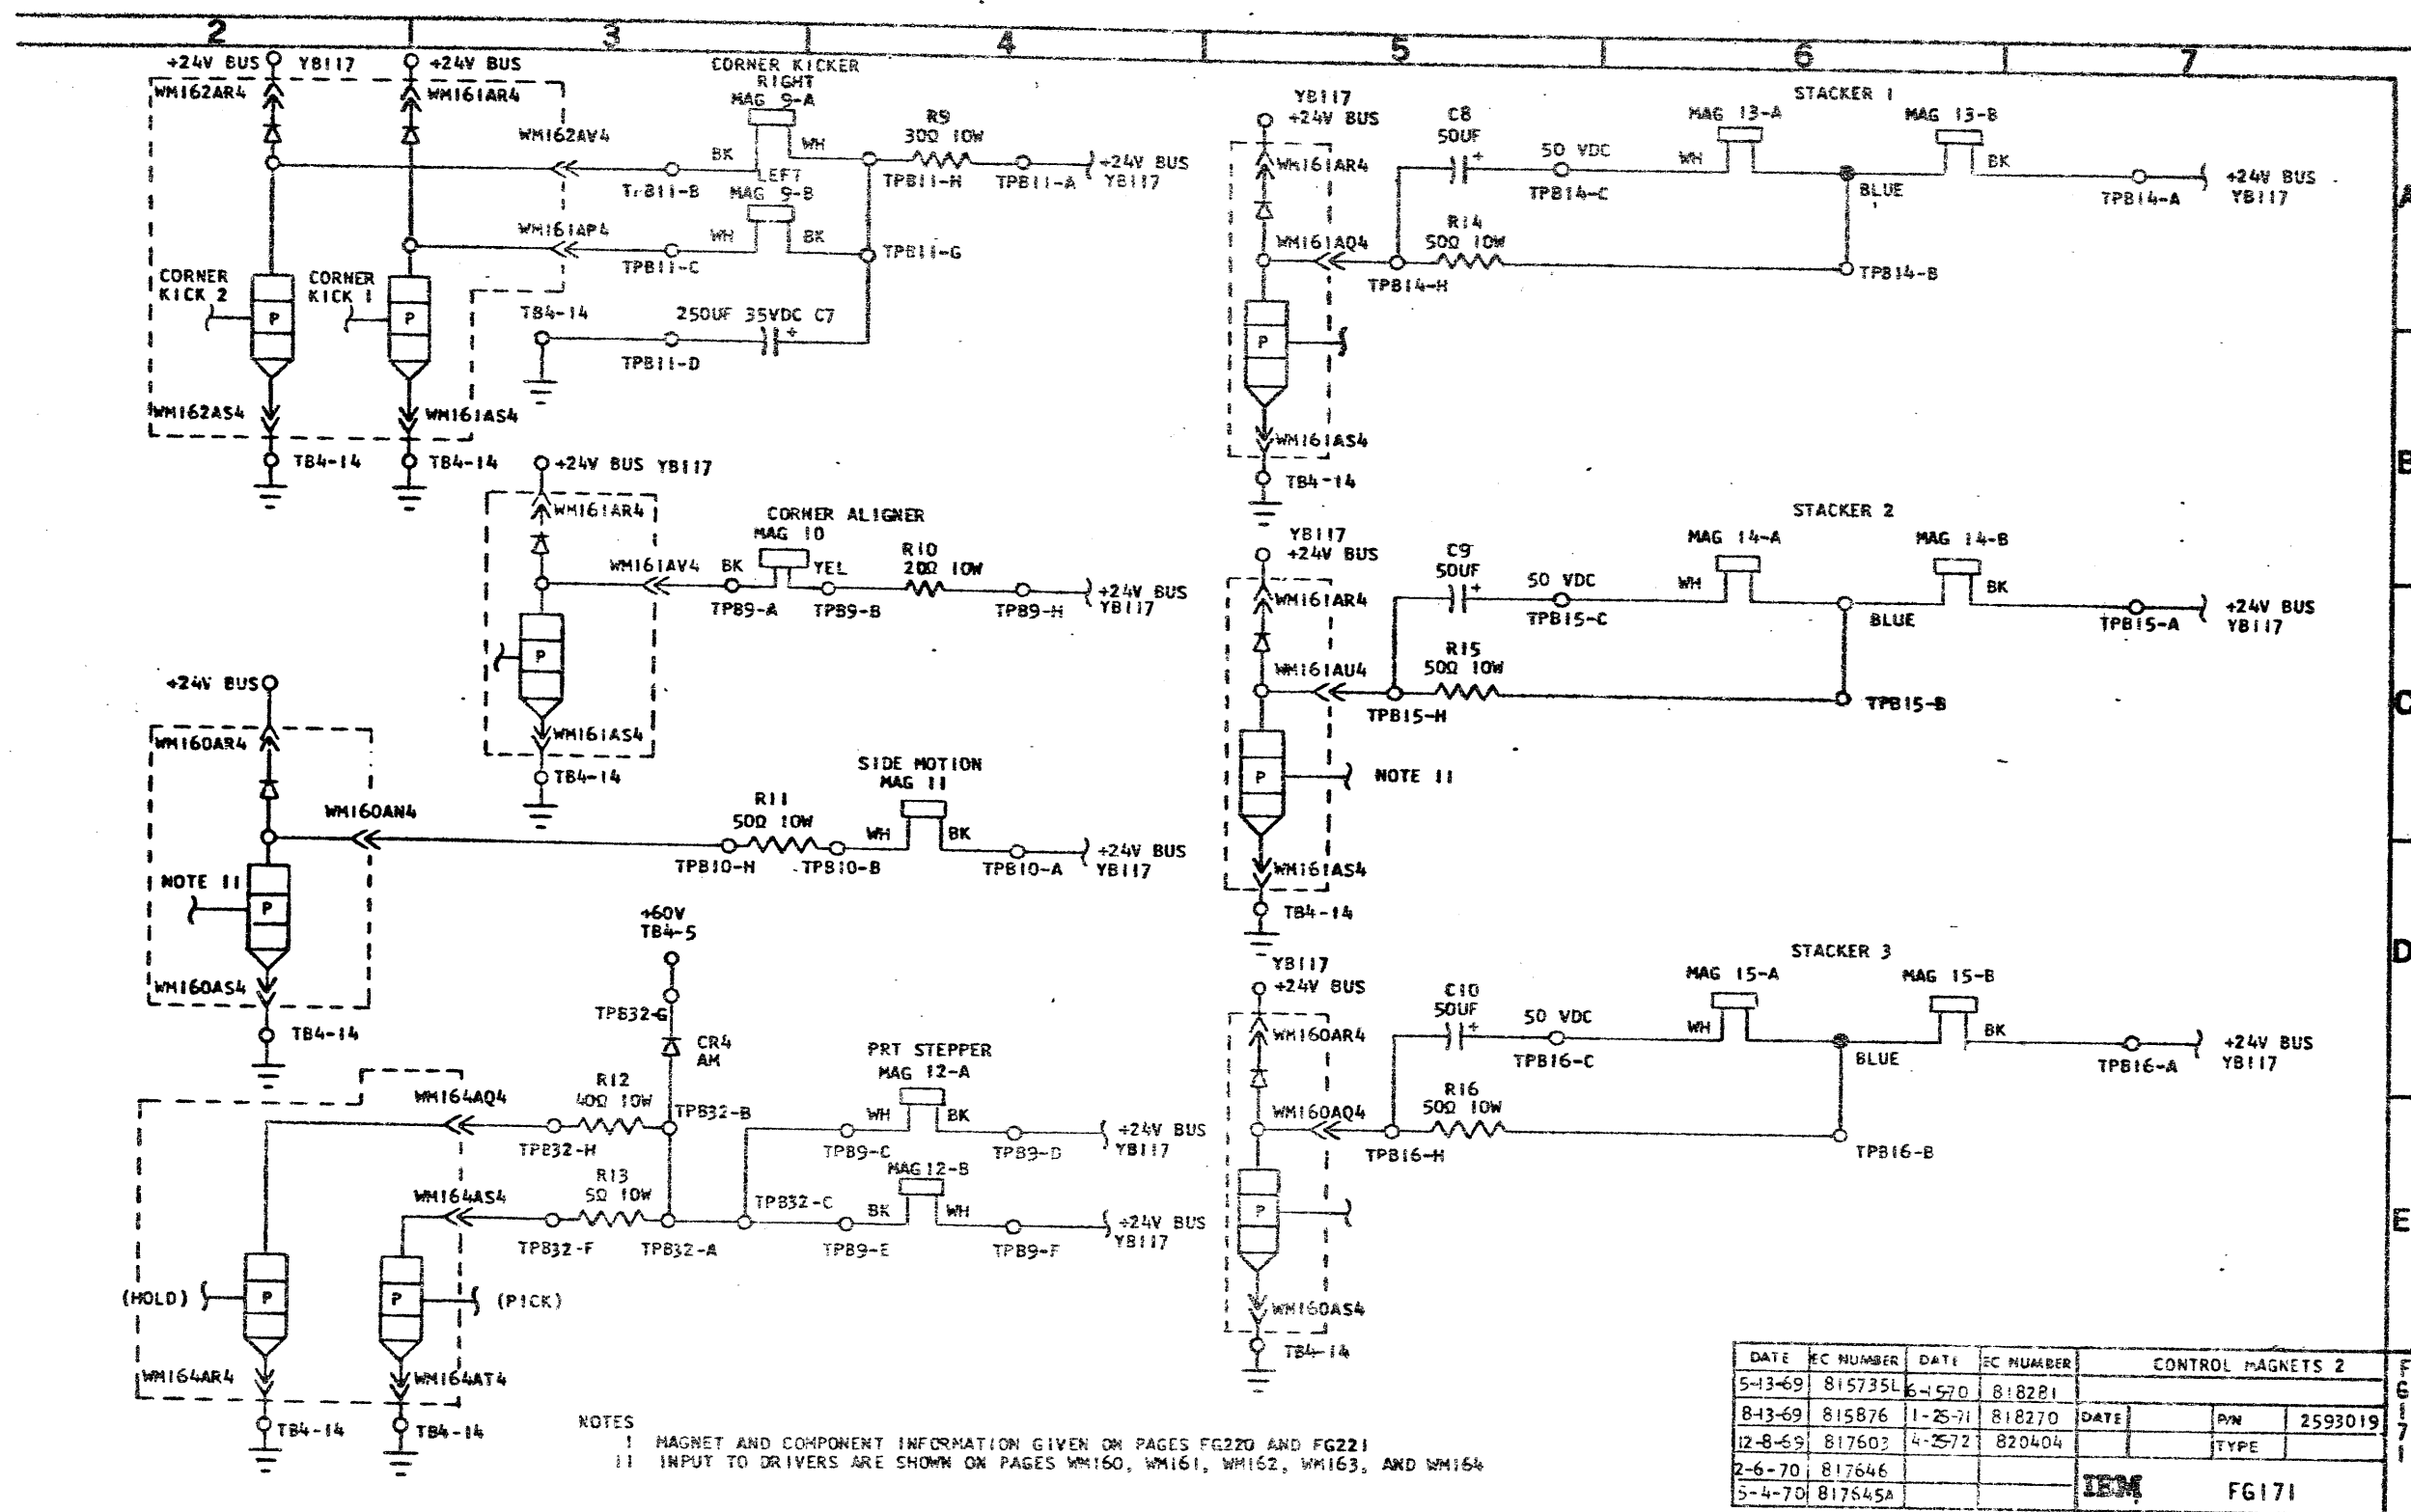 2 3 4 5 6 7
+24V BUS YB117 +24V BUS
WM162AR4 WM161AR4
CORNER KICKER
RIGHT
MAG 9-A
WM162AV4
BK WH
R9
30Ω 10W
TPB11-B TPB11-H TPB11-A
+24V BUS
YB117
LEFT
MAG 9-B
WM161AP4
WH BK
TPB11-C TPB11-G
CORNER
KICK 2
CORNER
KICK 1
P P
TB4-14
250UF 35VDC C7
+
TPB11-D
WM162AS4 WM161AS4
TB4-14 TB4-14
+24V BUS YB117
WM161AR4
CORNER ALIGNER
MAG 10
WM161AV4 BK YEL
R10
20Ω 10W
TPB9-A TPB9-B TPB9-H
+24V BUS
YB117
P
WM161AS4
TB4-14
+24V BUS
WM160AR4
WM160AN4
SIDE MOTION
MAG 11
R11
50Ω 10W
WH BK
TPB10-H TPB10-B TPB10-A
+24V BUS
YB117
NOTE 11
P
WM160AS4
TB4-14
+60V
TB4-5
TPB32-G
CR4
AM
PRT STEPPER
MAG 12-A
WM164AQ4
R12
40Ω 10W
TPB32-B
WH BK
TPB32-H TPB9-C TPB9-D
+24V BUS
YB117
MAG12-B
WM164AS4
R13
5Ω 10W
TPB32-C
BK WH
TPB32-F TPB32-A TPB9-E TPB9-F
+24V BUS
YB117
(HOLD) P P (PICK)
WM164AR4 WM164AT4
TB4-14 TB4-14
STACKER 1
YB117
+24V BUS
WM161AR4
C8
50UF
+
50 VDC
TPB14-C
MAG 13-A MAG 13-B
WH BLUE BK
TPB14-A
+24V BUS
YB117
WM161AQ4
R14
50Ω 10W
TPB14-H TPB14-B
P
WM161AS4
TB4-14
STACKER 2
YB117
+24V BUS
WM161AR4
C9
50UF
+
50 VDC
TPB15-C
MAG 14-A MAG 14-B
WH BLUE BK
TPB15-A
+24V BUS
YB117
WM161AU4
R15
50Ω 10W
TPB15-H TPB15-B
P NOTE 11
WM161AS4
TB4-14
STACKER 3
YB117
+24V BUS
WM160AR4
C10
50UF
+
50 VDC
TPB16-C
MAG 15-A MAG 15-B
WH BLUE BK
TPB16-A
+24V BUS
YB117
WM160AQ4
R16
50Ω 10W
TPB16-H TPB16-B
P
WM160AS4
TB4-14
A
B
C
D
E
NOTES
1 MAGNET AND COMPONENT INFORMATION GIVEN ON PAGES FG220 AND FG221
11 INPUT TO DRIVERS ARE SHOWN ON PAGES WM160, WM161, WM162, WM163, AND WM164
DATE EC NUMBER DATE EC NUMBER CONTROL MAGNETS 2
5-13-69 815735L 6-15-70 818281
8-13-69 815876 1-25-71 818270 DATE P/N 2593019
12-8-69 817603 4-25-72 820404 TYPE
2-6-70 817646
5-4-70 817645A
IBM FG171
FG171